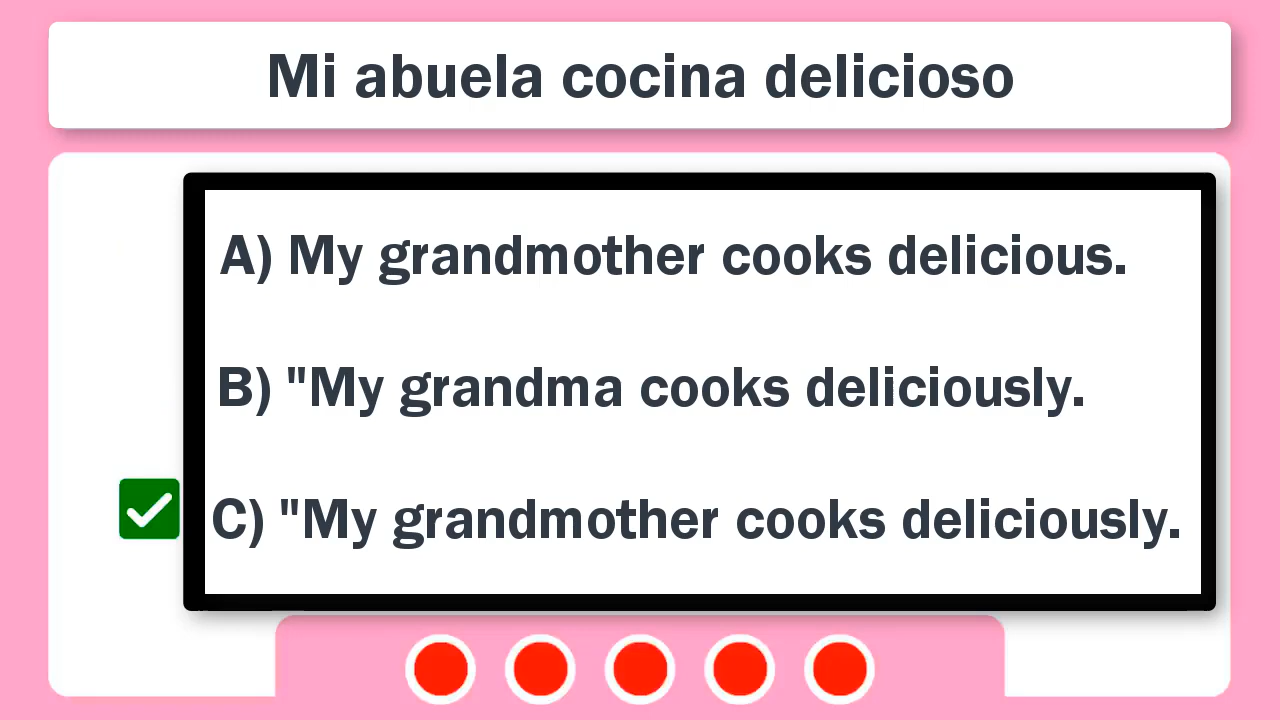 Mi abuela cocina delicioso
A) My grandmother cooks delicious.
B) "My grandma cooks deliciously.
C) "My grandmother cooks deliciously.